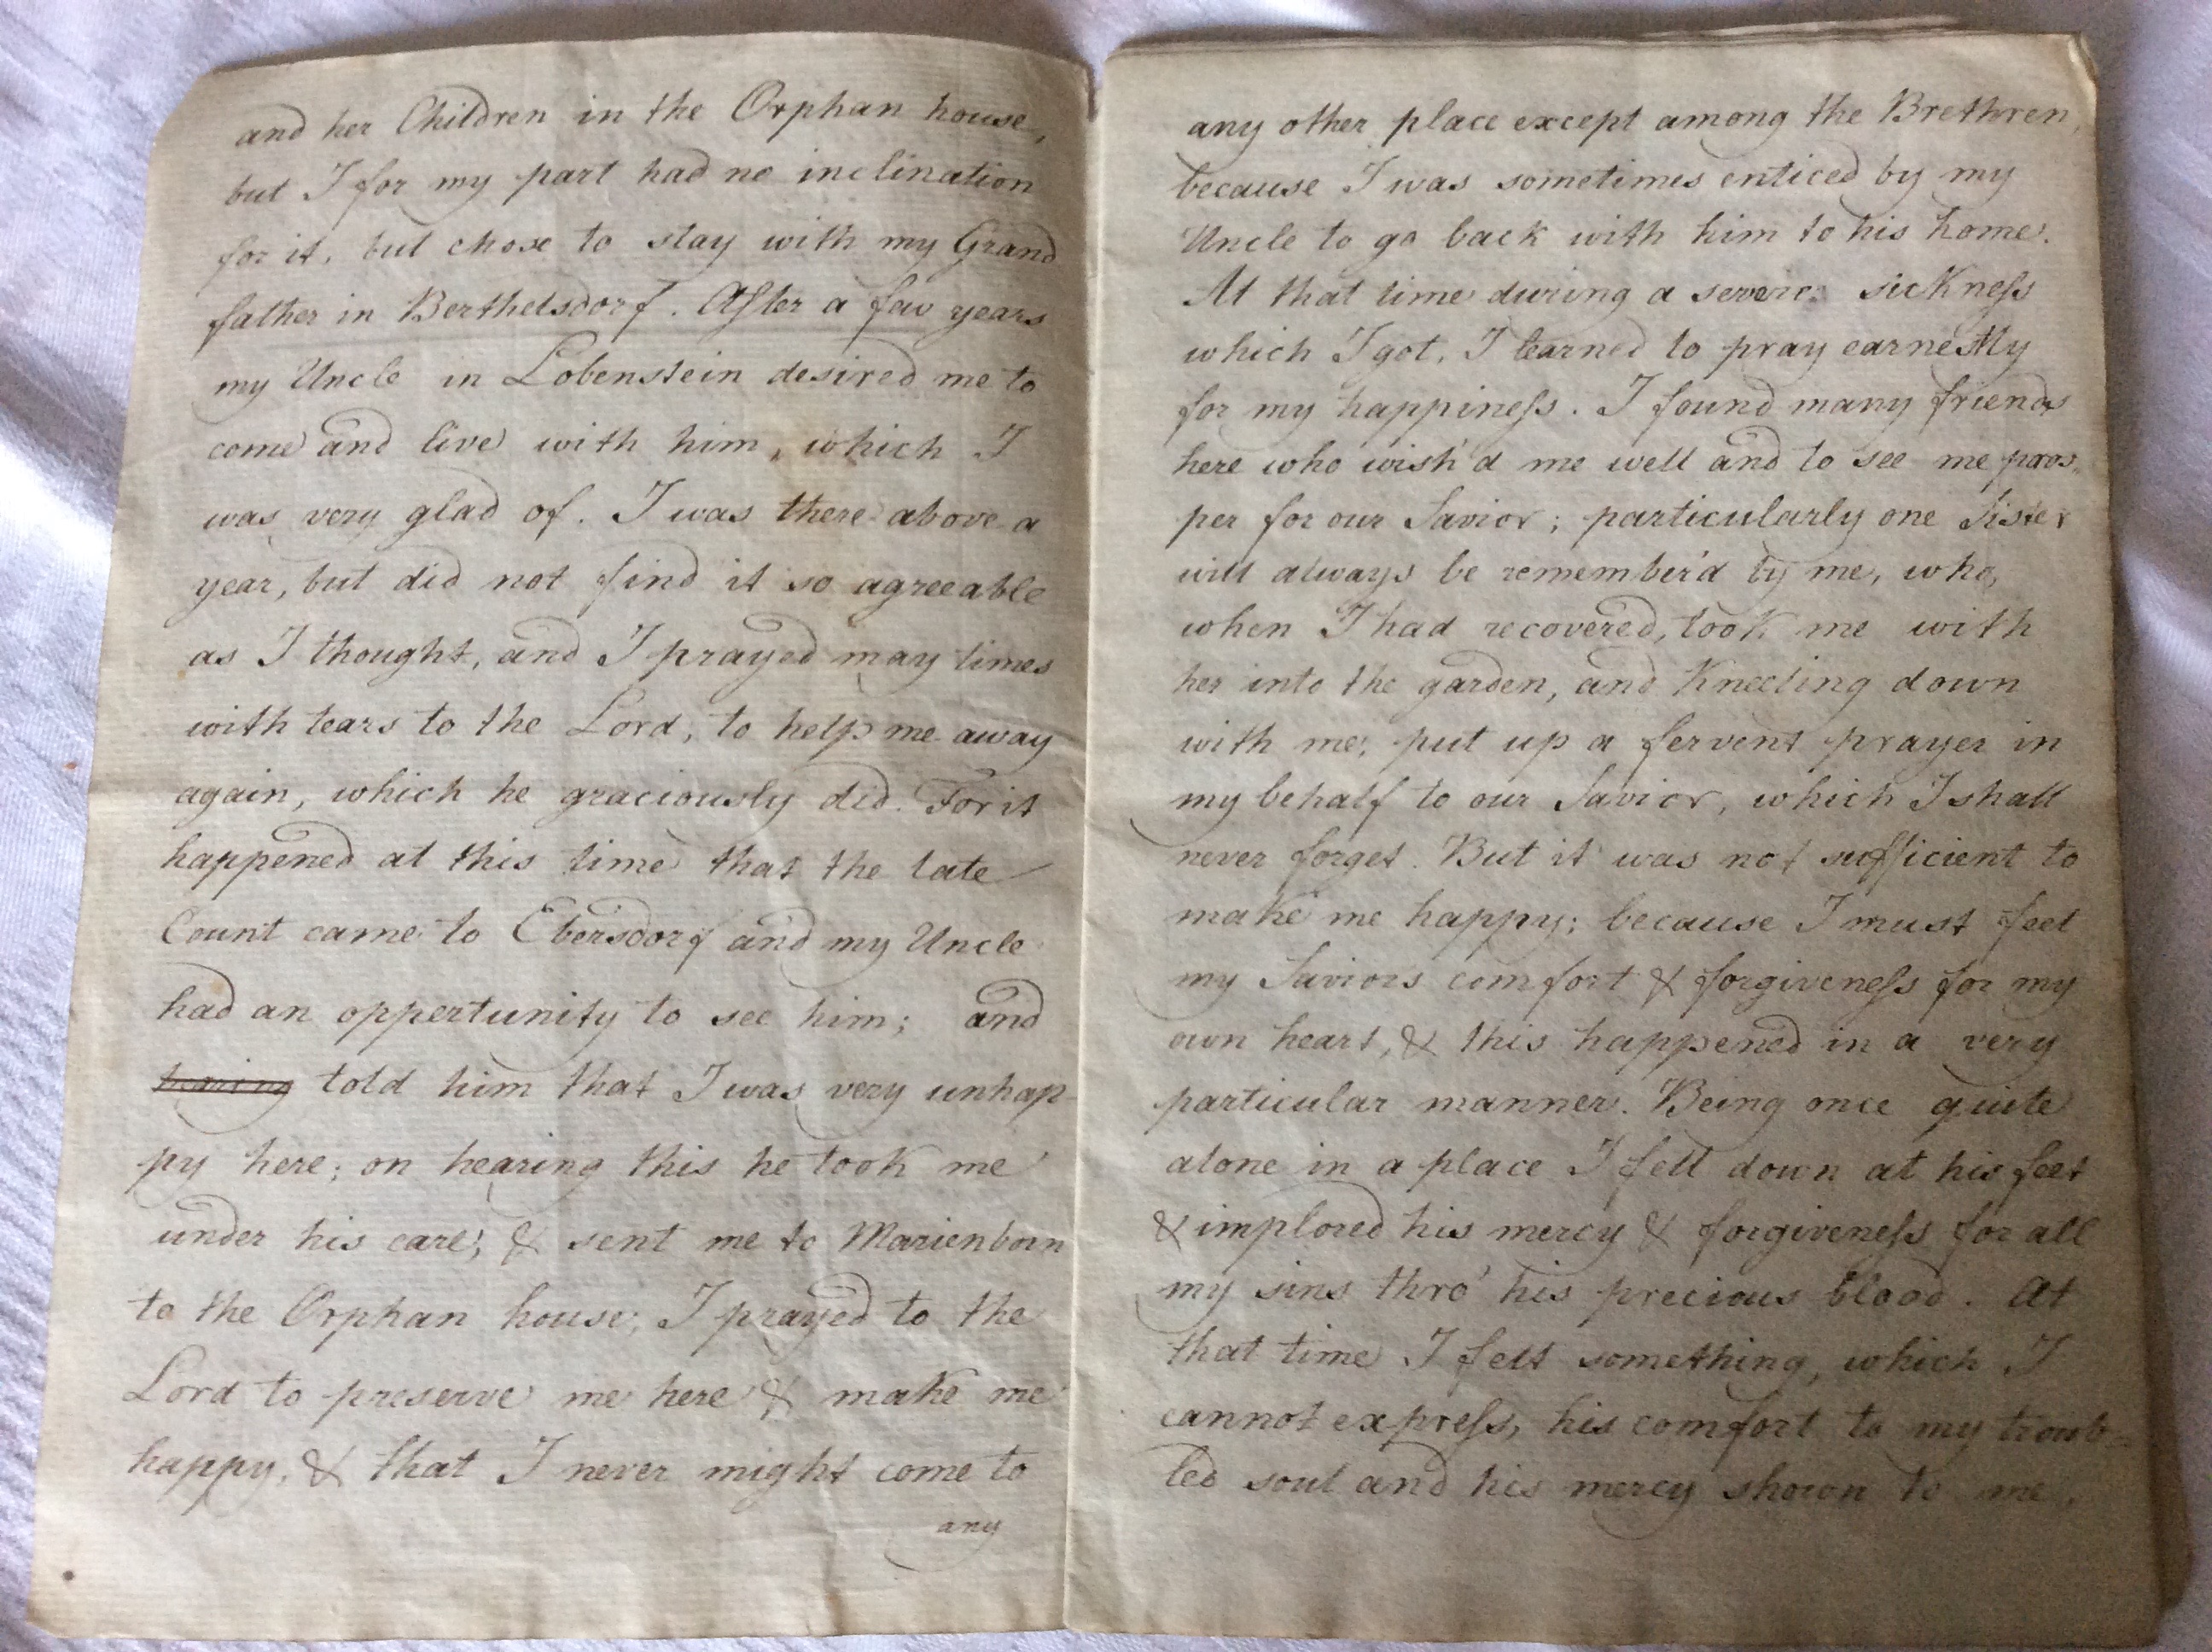 and her Children in the Orphan house,
but I for my part had no inclination
for it, but chose to stay with my Grand
father in Berthelsdorf. After a few years
my Uncle in Lobenstein desired me to
come and live with him, which I
was very glad of. I was there above a
year, but did not find it so agreeable
as I thought, and I prayed may times
with tears to the Lord, to help me away
again, which he graciously did. For it
happened at this time that the late
Count came to Ebersdorf and my Uncle
had an oppertunity to see him; and
told him that I was very unhap-
py here; on hearing this he took me
under his care; & sent me to Marienborn
to the Orphan house; I prayed to the
Lord to preserve me here & make me
happy, & that I never might come to
any
any other place except among the Brethren,
because I was sometimes enticed by my
Uncle to go back with him to his home.
At that time during a severe sickneſs
which I got, I learned to pray earnestly
for my happineſs. I found many friends
here who wish'd me well and to see me pros-
per for our Savior; particularly one Sister
will always be remember'd by me, who,
when I had recovered, took me with
her into the garden, and kneeling down
with me, put up a fervent prayer in
my behalf to our Savior, which I shall
never forget. But it was not sufficient to
make me happy; because I must feel
my Saviors comfort & forgiveneſs for my
own heart, & this happened in a very
particular manner. Being once quite
alone in a place I fell down at his feet
& implored his mercy & forgiveneſs for all
my sins thro' his precious blood. At
that time I felt something, which I
cannot expreſs, his comfort to my troub=
led soul and his mercy shown to me.